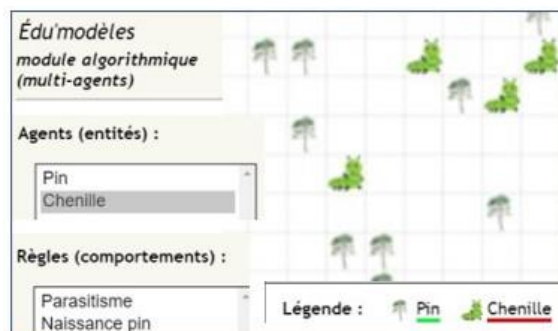 Édu'modèles
module algorithmique
(multi-agents)
Agents (entités) :
Pin
Chenille
Règles (comportements) :
Parasitisme
Naissance pin
Légende : Pin Chenille